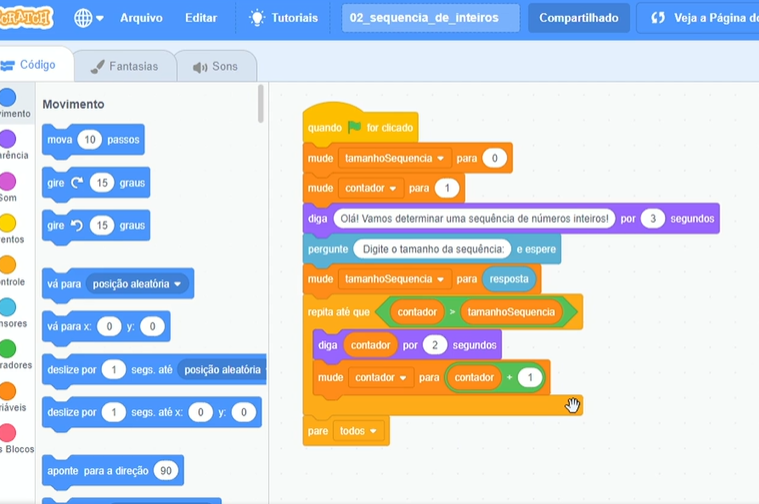 SCRATCH Arquivo Editar Tutoriais 02_sequencia_de_inteiros Compartilhado Veja a Página do
Código Fantasias Sons
Movimento
mova 10 passos
gire 15 graus
gire 15 graus
vá para posição aleatória
vá para x: 0 y: 0
deslize por 1 segs. até posição aleatória
deslize por 1 segs. até x: 0 y: 0
aponte para a direção 90
vimento
arência
Som
entos
ntrole
nsores
radores
riáveis
s Blocos
quando for clicado
mude tamanhoSequencia para 0
mude contador para 1
diga Olá! Vamos determinar uma sequência de números inteiros! por 3 segundos
pergunte Digite o tamanho da sequência: e espere
mude tamanhoSequencia para resposta
repita até que contador > tamanhoSequencia
diga contador por 2 segundos
mude contador para contador + 1
pare todos